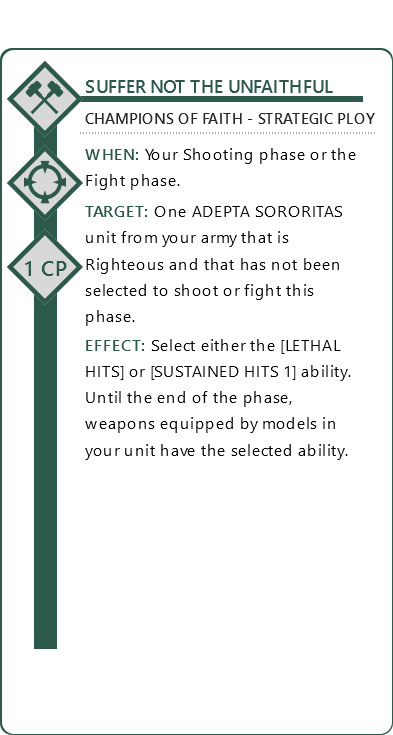 SUFFER NOT THE UNFAITHFUL
CHAMPIONS OF FAITH - STRATEGIC PLOY
WHEN: Your Shooting phase or the
Fight phase.
TARGET: One ADEPTA SORORITAS
unit from your army that is
Righteous and that has not been
selected to shoot or fight this
phase.
1 CP
EFFECT: Select either the [LETHAL
HITS] or [SUSTAINED HITS 1] ability.
Until the end of the phase,
weapons equipped by models in
your unit have the selected ability.